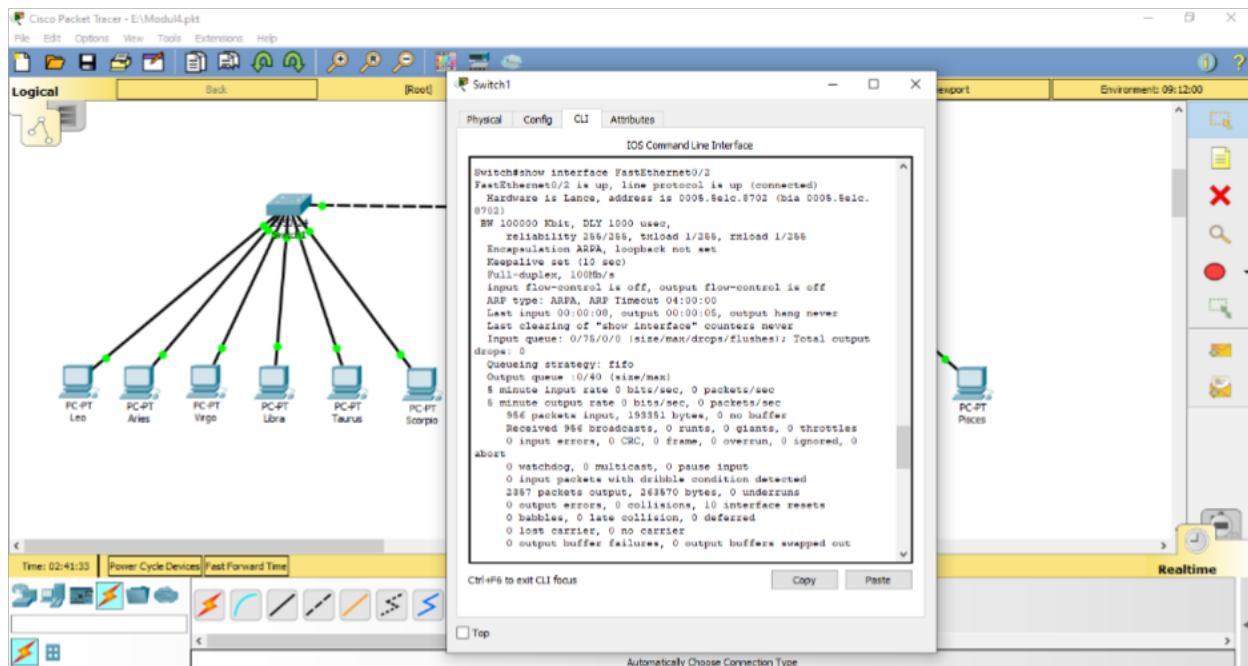 Cisco Packet Tracer - E:\Modul4.pkt
File Edit Options View Tools Extensions Help
Logical
Back
[Root]
Environment: 09:12:00
Switch1
Physical Config CLI Attributes
IOS Command Line Interface
Switch#show interface FastEthernet0/2
FastEthernet0/2 is up, line protocol is up (connected)
Hardware is Lance, address is 0005.5e1c.8702 (bia 0005.5e1c.
8702)
BW 100000 Kbit, DLY 1000 usec,
reliability 255/255, txload 1/255, rxload 1/255
Encapsulation ARPA, loopback not set
Keepalive set (10 sec)
Full-duplex, 100Mb/s
input flow-control is off, output flow-control is off
ARP type: ARPA, ARP Timeout 04:00:00
Last input 00:00:08, output 00:00:05, output hang never
Last clearing of "show interface" counters never
Input queue: 0/75/0/0 (size/max/drops/flushes); Total output
drops: 0
Queueing strategy: fifo
Output queue :0/40 (size/max)
5 minute input rate 0 bits/sec, 0 packets/sec
5 minute output rate 0 bits/sec, 0 packets/sec
956 packets input, 193351 bytes, 0 no buffer
Received 956 broadcasts, 0 runts, 0 giants, 0 throttles
0 input errors, 0 CRC, 0 frame, 0 overrun, 0 ignored, 0
abort
0 watchdog, 0 multicast, 0 pause input
0 input packets with dribble condition detected
2357 packets output, 263570 bytes, 0 underruns
0 output errors, 0 collisions, 10 interface resets
0 babbles, 0 late collision, 0 deferred
0 lost carrier, 0 no carrier
0 output buffer failures, 0 output buffers swapped out
Ctrl+F6 to exit CLI focus
Copy
Paste
Top
PC-PT
Leo
PC-PT
Aries
PC-PT
Virgo
PC-PT
Libra
PC-PT
Taurus
PC-PT
Scorpio
PC-PT
Pisces
Time: 02:41:33
Power Cycle Devices
Fast Forward Time
Realtime
Automatically Choose Connection Type